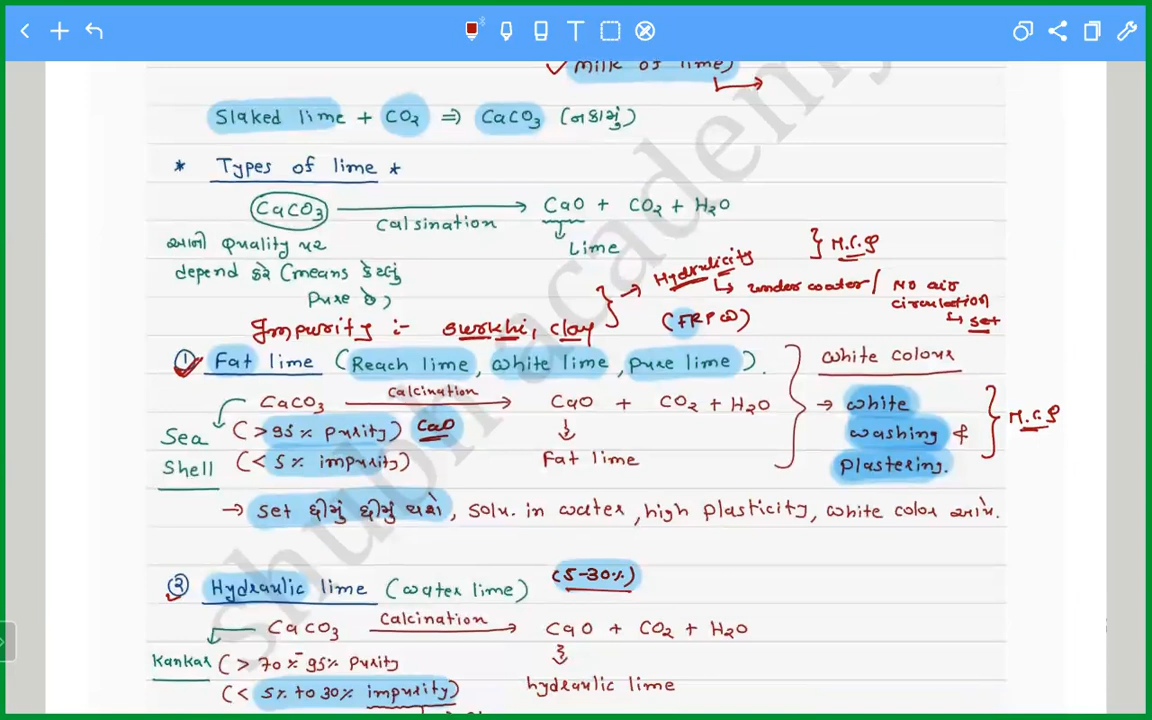 Milk of lime)
Slaked lime + CO₂ ⇒ CaCO₃ (નકામું)
* Types of lime *
CaCO₃ → CaO + CO₂ + H₂O
Calsination
Lime
આની quality પર
depend કરે (means કેટલું
Pure છે)
Hydraulicity } M.C.Q
↳ under water / No air
circulation
↳ set
Impurity :- surkhi, clay
① Fat lime (Reach lime, white lime, pure lime).
white colour
CaCO₃ calcination → CaO + CO₂ + H₂O
→ white
washing &
plastering.
} M.C.Q
Sea
Shell
(> 95% purity) CaO
(< 5% impurity)
Fat lime
→ set ધીમું ધીમું થશે, solu. in water, high plasticity, white color આપે.
② Hydraulic lime (water lime) (5-30%)
CaCO₃ Calcination → CaO + CO₂ + H₂O
Kankar (> 70%-95% Purity
(< 5% to 30% impurity)
hydraulic lime
shubh academy